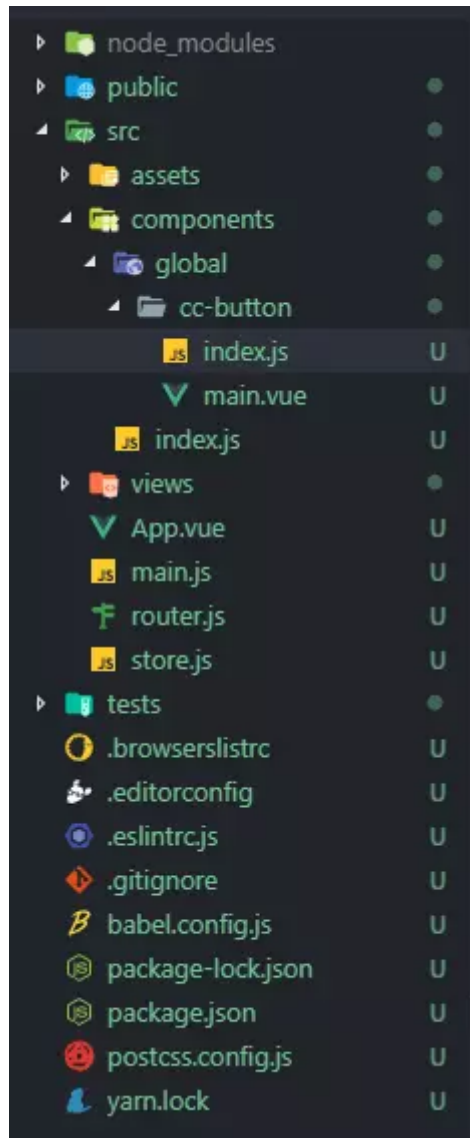 node_modules
public
src
assets
components
global
cc-button
JS index.js U
main.vue U
JS index.js U
views
App.vue U
JS main.js U
router.js U
JS store.js U
tests
.browserslistrc U
.editorconfig U
.eslintrc.js U
.gitignore U
babel.config.js U
package-lock.json U
package.json U
postcss.config.js U
yarn.lock U